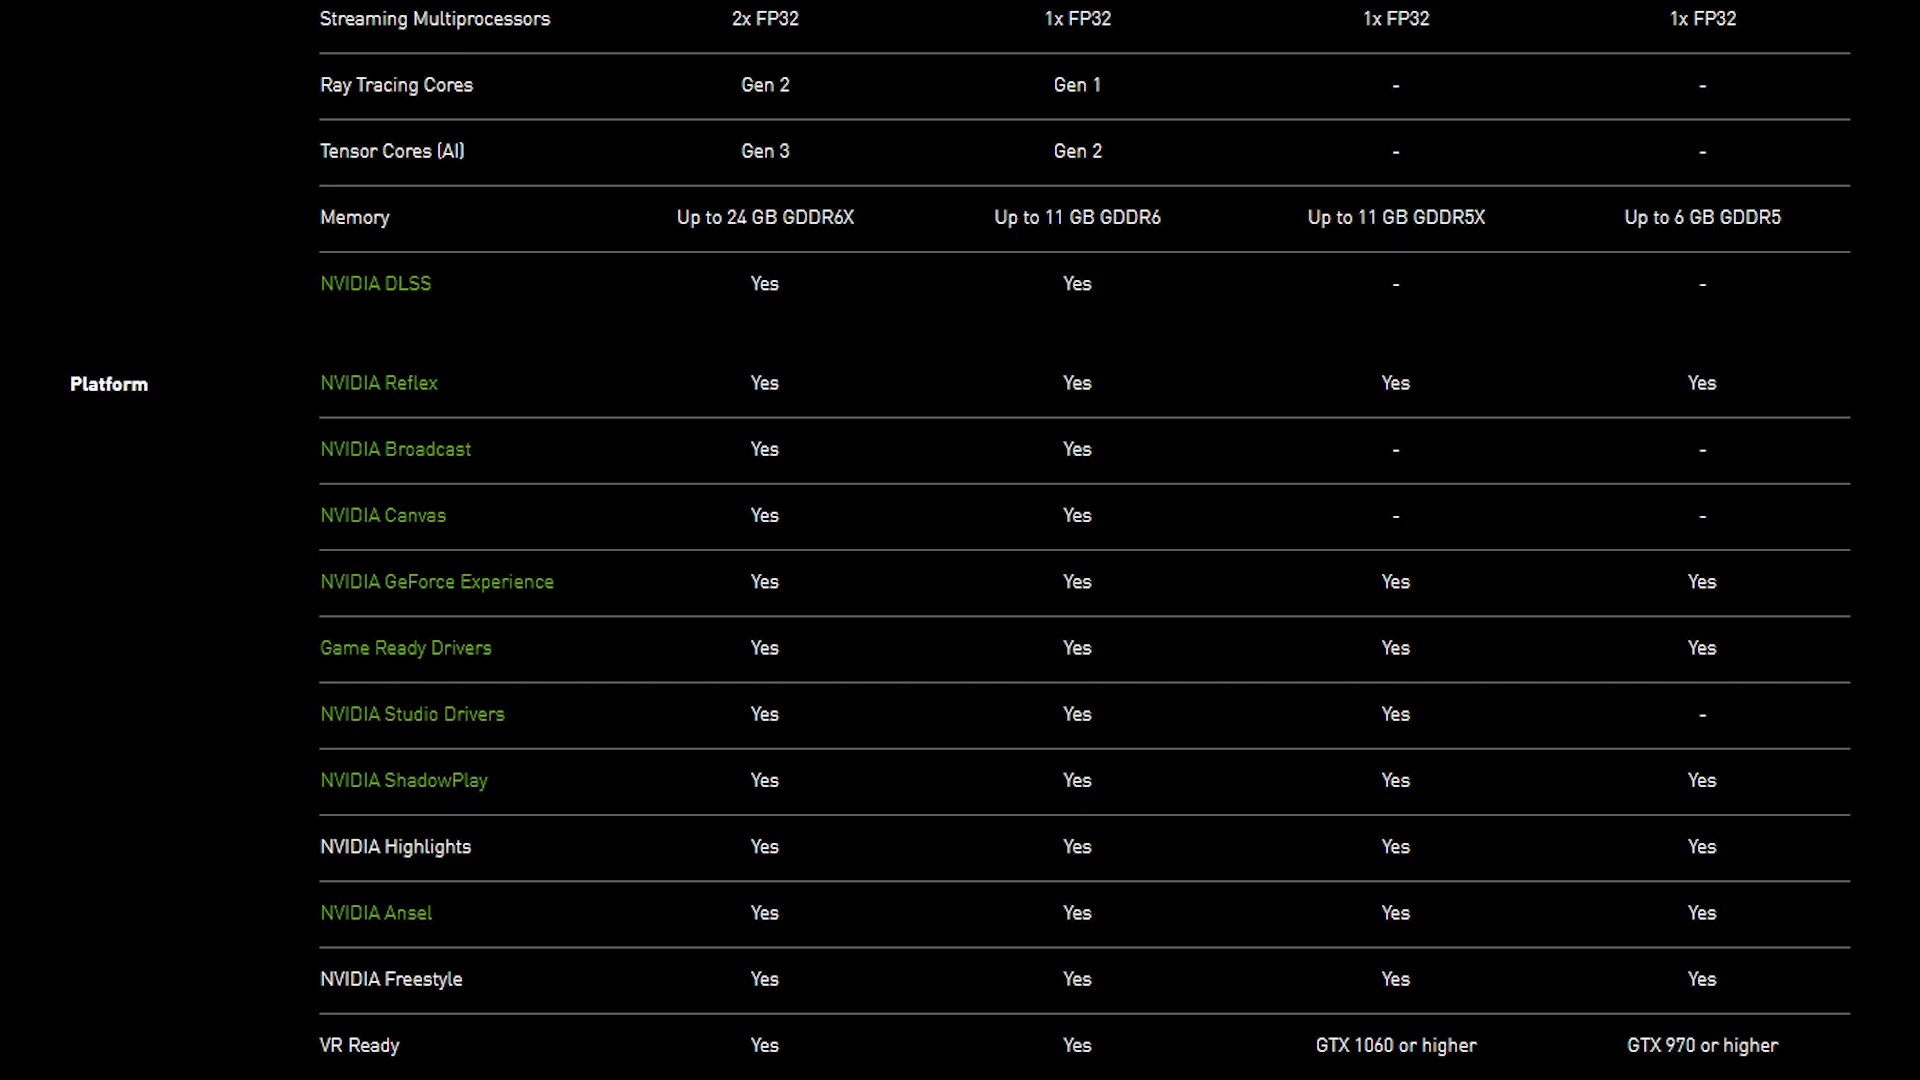 Streaming Multiprocessors 2x FP32 1x FP32 1x FP32 1x FP32
Ray Tracing Cores Gen 2 Gen 1 - -
Tensor Cores (AI) Gen 3 Gen 2 - -
Memory Up to 24 GB GDDR6X Up to 11 GB GDDR6 Up to 11 GB GDDR5X Up to 6 GB GDDR5
NVIDIA DLSS Yes Yes - -
Platform NVIDIA Reflex Yes Yes Yes Yes
NVIDIA Broadcast Yes Yes - -
NVIDIA Canvas Yes Yes - -
NVIDIA GeForce Experience Yes Yes Yes Yes
Game Ready Drivers Yes Yes Yes Yes
NVIDIA Studio Drivers Yes Yes Yes -
NVIDIA ShadowPlay Yes Yes Yes Yes
NVIDIA Highlights Yes Yes Yes Yes
NVIDIA Ansel Yes Yes Yes Yes
NVIDIA Freestyle Yes Yes Yes Yes
VR Ready Yes Yes GTX 1060 or higher GTX 970 or higher